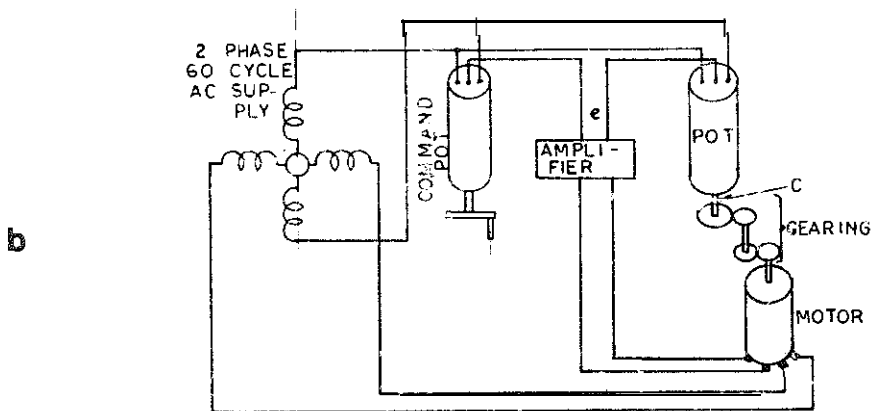 2 PHASE
60 CYCLE
AC SUP-
PLY
COMMAND
POT
e
AMPLI-
FIER
POT
C
GEARING
MOTOR
b